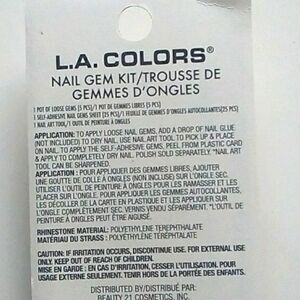 L.A. COLORS®
NAIL GEM KIT/TROUSSE DE
GEMMES D'ONGLES
1 POT OF LOOSE GEMS [5 PCS]/1 POT DE GEMMES LIBRES [5 PCS]
1 SELF-ADHESIVE NAIL GEMS SHEET [25 PCS]/1 FEUILLE DE GEMMES D'ONGLES AUTOCOLLANTES[25 PCS]
1 NAIL ART TOOL/1 OUTIL DE PEINTURE À ONGLES
APPLICATION: TO APPLY LOOSE NAIL GEMS, ADD A DROP OF NAIL GLUE
(NOT INCLUDED) TO DRY NAIL. USE NAIL ART TOOL TO PICK UP & PLACE
ON NAIL. TO APPLY THE SELF-ADHESIVE GEMS, PEEL FROM PLASTIC CARD
& APPLY TO COMPLETELY DRY NAIL. POLISH SOLD SEPARATELY *NAIL ART
TOOL CAN BE SHARPENED.
APPLICATION : POUR APPLIQUER DES GEMMES LIBRES, AJOUTER
UNE GOUTTE DE COLLE À ONGLES (NON INCLUSE) SUR L'ONGLE SEC.
UTILISER L'OUTIL DE PEINTURE À ONGLES POUR LES RAMASSER ET LES
PLACER SUR L'ONGLE. POUR APPLIQUER LES GEMMES AUTOCOLLANTES,
LES DÉCOLLER DE LA CARTE EN PLASTIQUE ET LES APPLIQUER SUR UN
ONGLE COMPLÈTEMENT SEC. VERNIS VENDU SÉPARÉMENT. *L'OUTIL DE
PEINTURE À ONGLES PEUT ÊTRE AIGUISÉ.
RHINESTONE MATERIAL: POLYETHYLENE TEREPHTHALATE
MATÉRIAU DU STRASS : POLYÉTHYLÈNE TÉRÉPHTALATE
CAUTION: IF IRRITATION OCCURS, DISCONTINUE USE. FOR EXTERNAL USE
ONLY. KEEP OUT OF REACH OF CHILDREN.
MISE EN GARDE : EN CAS D'IRRITATION, CESSER L'UTILISATION. POUR
USAGE EXTERNE SEULEMENT. TENIR HORS DE LA PORTÉE DES ENFANTS.
DISTRIBUTED BY/DISTRIBUÉ PAR:
BEAUTY 21 COSMETICS, INC.